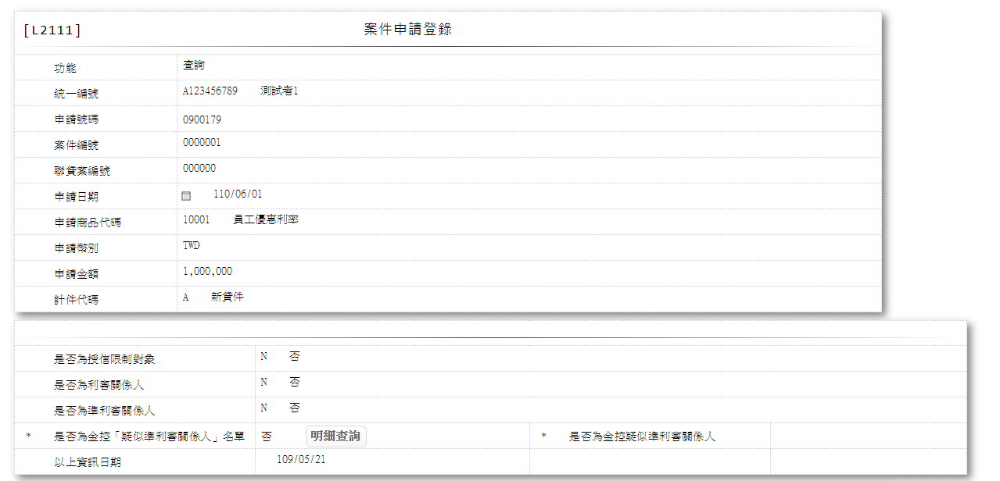 [L2111] 案件申請登錄
功能 查詢
統一編號 A123456789 測試者1
申請號碼 0900179
案件編號 0000001
聯貸案編號 000000
申請日期 110/06/01
申請商品代碼 10001 員工優惠利率
申請幣別 TWD
申請金額 1,000,000
計件代碼 A 新貸件
是否為授信限制對象 N 否
是否為利害關係人 N 否
是否為準利害關係人 N 否
* 是否為金控「疑似準利害關係人」名單 否 明細查詢 * 是否為金控疑似準利害關係人
以上資訊日期 109/05/21